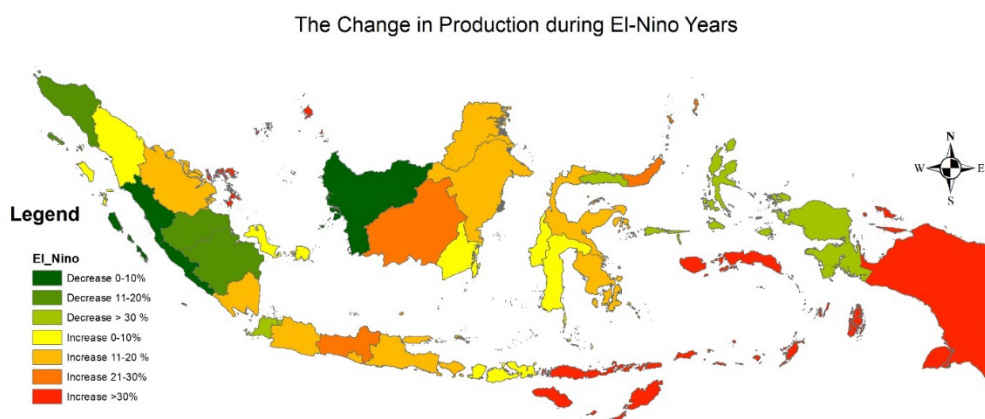 The Change in Production during El-Nino Years
N
W E
S
Legend
El_Nino
Decrease 0-10%
Decrease 11-20%
Decrease > 30 %
Increase 0-10%
Increase 11-20 %
Increase 21-30%
Increase >30%